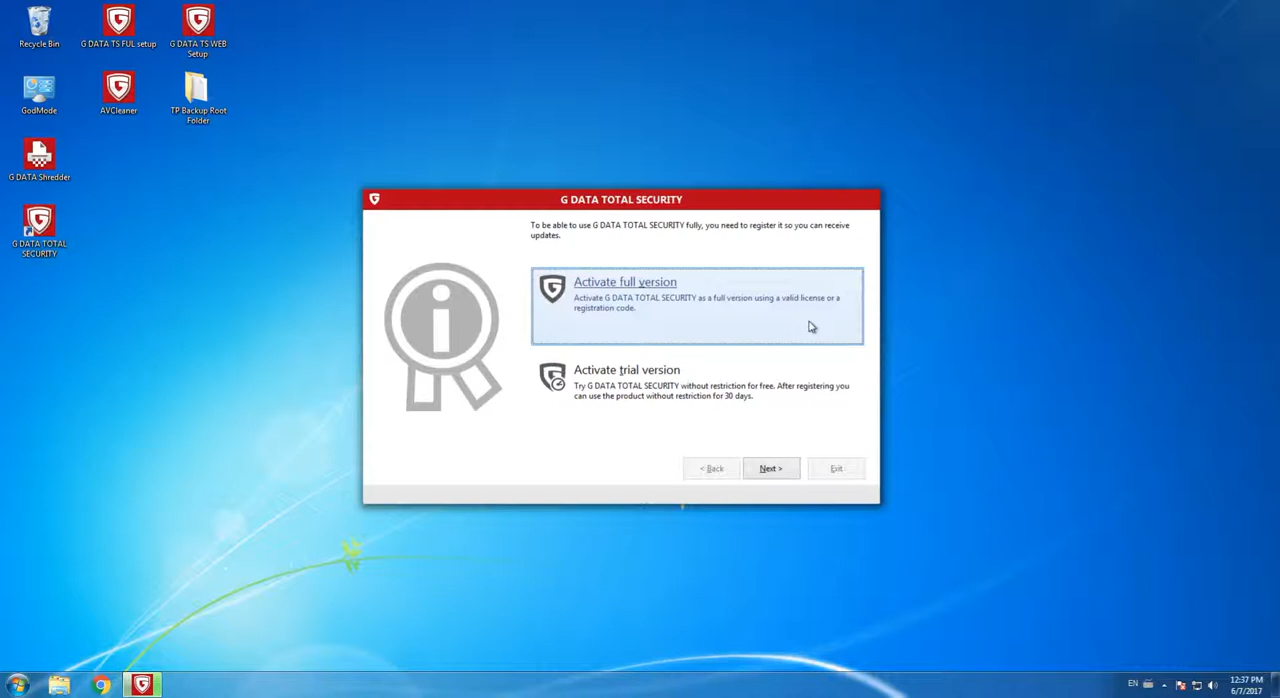 Recycle Bin
G DATA TS FUL setup
G DATA TS WEB
Setup
GodMode
AVCleaner
TP Backup Root
Folder
G DATA Shredder
G DATA TOTAL
SECURITY
G DATA TOTAL SECURITY
To be able to use G DATA TOTAL SECURITY fully, you need to register it so you can receive
updates.
Activate full version
Activate G DATA TOTAL SECURITY as a full version using a valid license or a
registration code.
Activate trial version
Try G DATA TOTAL SECURITY without restriction for free. After registering you
can use the product without restriction for 30 days.
< Back
Next >
Exit
EN
12:37 PM
6/7/2017